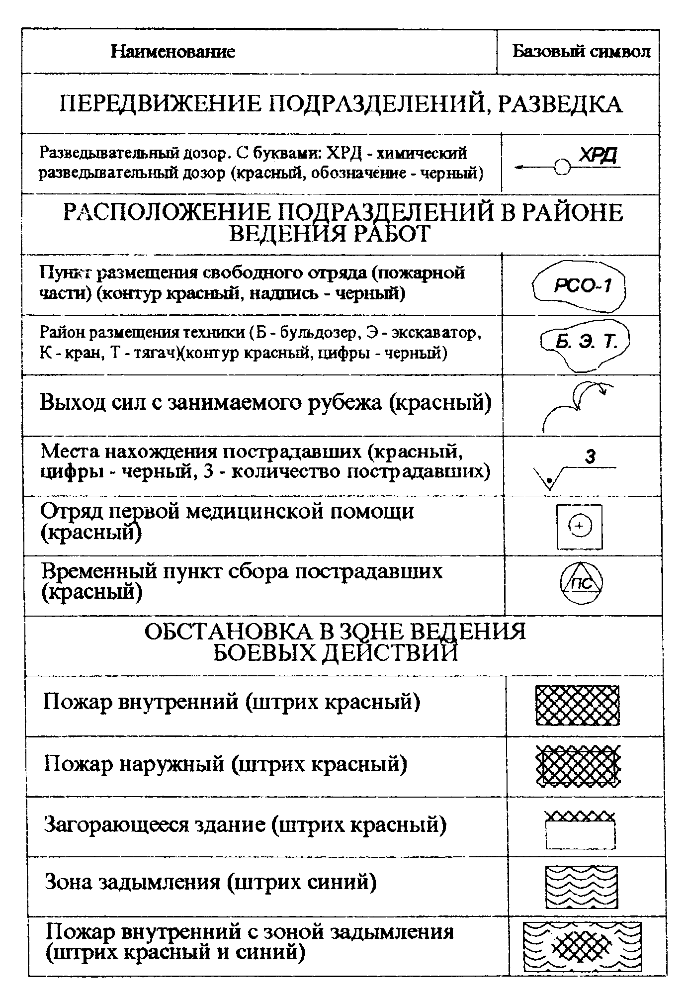 Наименование
Базовый символ
ПЕРЕДВИЖЕНИЕ ПОДРАЗДЕЛЕНИЙ, РАЗВЕДКА
Разведывательный дозор. С буквами: ХРД - химический
разведывательный дозор (красный, обозначение - черный)
ХРД
РАСПОЛОЖЕНИЕ ПОДРАЗДЕЛЕНИЙ В РАЙОНЕ
ВЕДЕНИЯ РАБОТ
Пункт размещения свободного отряда (пожарной
части) (контур красный, надпись - черный)
РСО-1
Район размещения техники (Б - бульдозер, Э - экскаватор,
К - кран, Т - тягач)(контур красный, цифры - черный)
Б. Э. Т.
Выход сил с занимаемого рубежа (красный)
Места нахождения пострадавших (красный,
цифры - черный, 3 - количество пострадавших)
3
Отряд первой медицинской помощи
(красный)
Временный пункт сбора пострадавших
(красный)
ПС
ОБСТАНОВКА В ЗОНЕ ВЕДЕНИЯ
БОЕВЫХ ДЕЙСТВИЙ
Пожар внутренний (штрих красный)
Пожар наружный (штрих красный)
Загорающееся здание (штрих красный)
Зона задымления (штрих синий)
Пожар внутренний с зоной задымления
(штрих красный и синий)